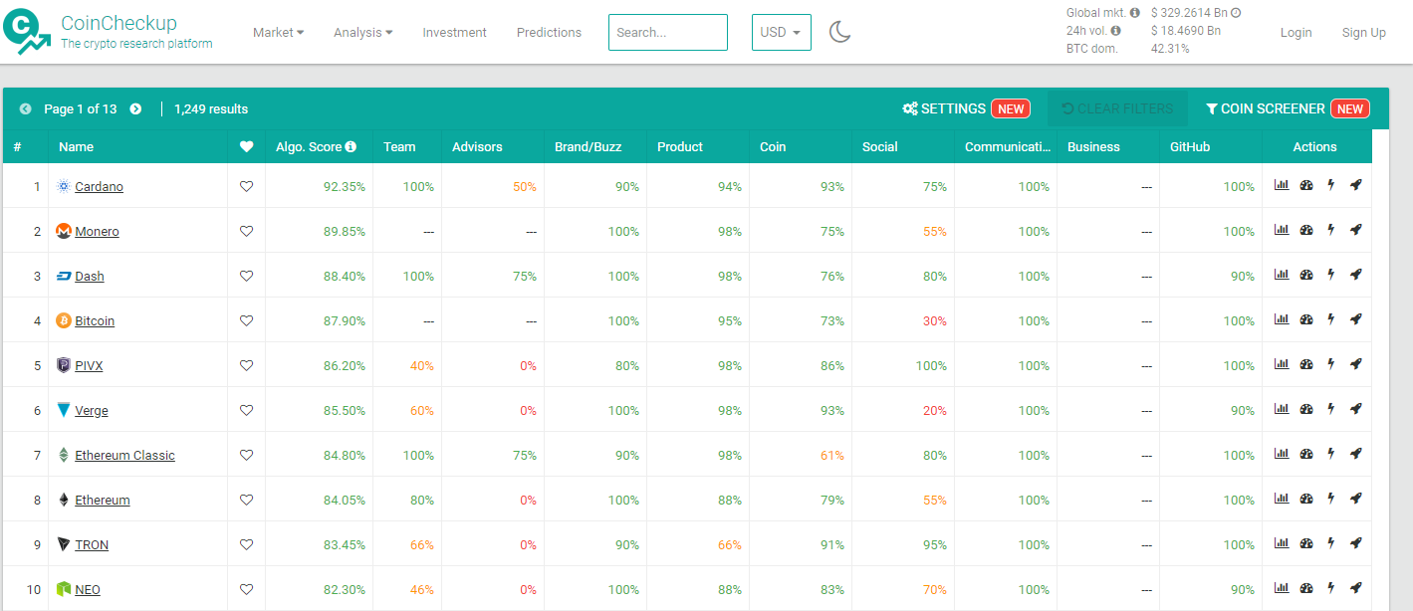 CoinCheckup
The crypto research platform
Market Analysis Investment Predictions Search... USD
Global mkt. $ 329.2614 Bn
24h vol. $ 18.4690 Bn
BTC dom. 42.31%
Login Sign Up
Page 1 of 13 | 1,249 results SETTINGS NEW CLEAR FILTERS COIN SCREENER NEW
# Name Algo. Score Team Advisors Brand/Buzz Product Coin Social Communicati... Business GitHub Actions
1 Cardano 92.35% 100% 50% 90% 94% 93% 75% 100% --- 100%
2 Monero 89.85% --- --- 100% 98% 75% 55% 100% --- 100%
3 Dash 88.40% 100% 75% 100% 98% 76% 80% 100% --- 90%
4 Bitcoin 87.90% --- --- 100% 95% 73% 30% 100% --- 100%
5 PIVX 86.20% 40% 0% 80% 98% 86% 100% 100% --- 100%
6 Verge 85.50% 60% 0% 100% 98% 93% 20% 100% --- 90%
7 Ethereum Classic 84.80% 100% 75% 90% 98% 61% 80% 100% --- 100%
8 Ethereum 84.05% 80% 0% 100% 88% 79% 55% 100% --- 100%
9 TRON 83.45% 66% 0% 90% 66% 91% 95% 100% --- 100%
10 NEO 82.30% 46% 0% 100% 88% 83% 70% 100% --- 90%